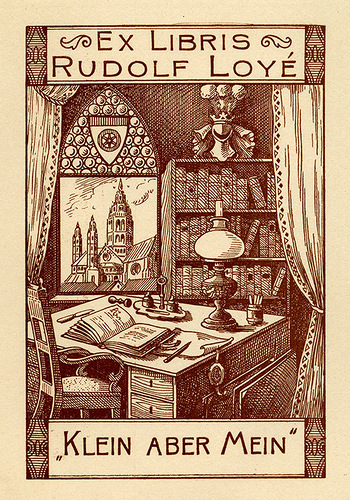 Ex Libris
Rudolf Loyé
„Klein aber Mein“